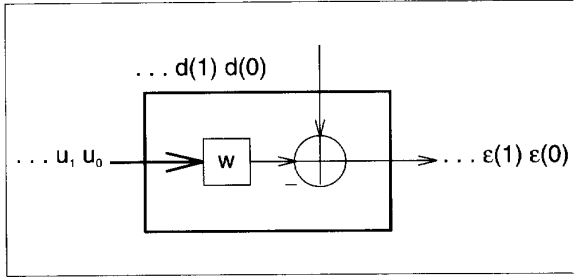 ... d(1) d(0)
... u₁ u₀ w − ... ε(1) ε(0)